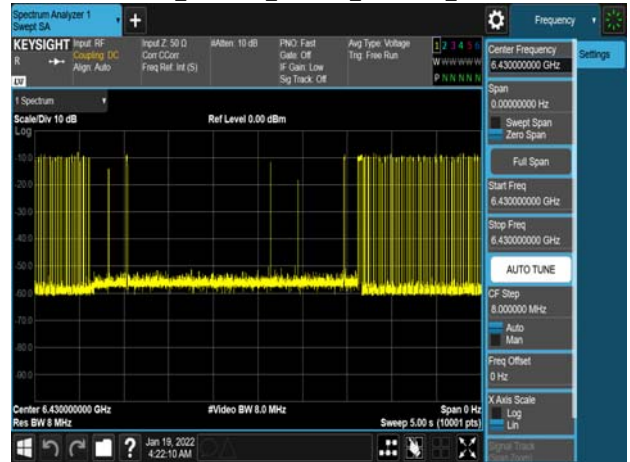 Spectrum Analyzer 1
Swept SA
+
Frequency
KEYSIGHT
R
LV
Input: RF
Coupling: DC
Align: Auto
Input Z: 50 Ω
Corr CCorr
Freq Ref: Int (S)
#Atten: 10 dB
PNO: Fast
Gate: Off
IF Gain: Low
Sig Track: Off
Avg Type: Voltage
Trig: Free Run
1 2 3 4 5 6
W W W W W W
P N N N N N
Center Frequency
6.430000000 GHz
Settings
Span
0.00000000 Hz
Swept Span
Zero Span
Full Span
Start Freq
6.430000000 GHz
Stop Freq
6.430000000 GHz
AUTO TUNE
CF Step
8.000000 MHz
Auto
Man
Freq Offset
0 Hz
X Axis Scale
Log
Lin
Signal Track
(Span Zoom)
1 Spectrum
Scale/Div 10 dB
Ref Level 0.00 dBm
Log
-10.0
-20.0
-30.0
-40.0
-50.0
-60.0
-70.0
-80.0
-90.0
Center 6.430000000 GHz
Res BW 8 MHz
#Video BW 8.0 MHz
Span 0 Hz
Sweep 5.00 s (10001 pts)
?
Jan 19, 2022
4:22:10 AM